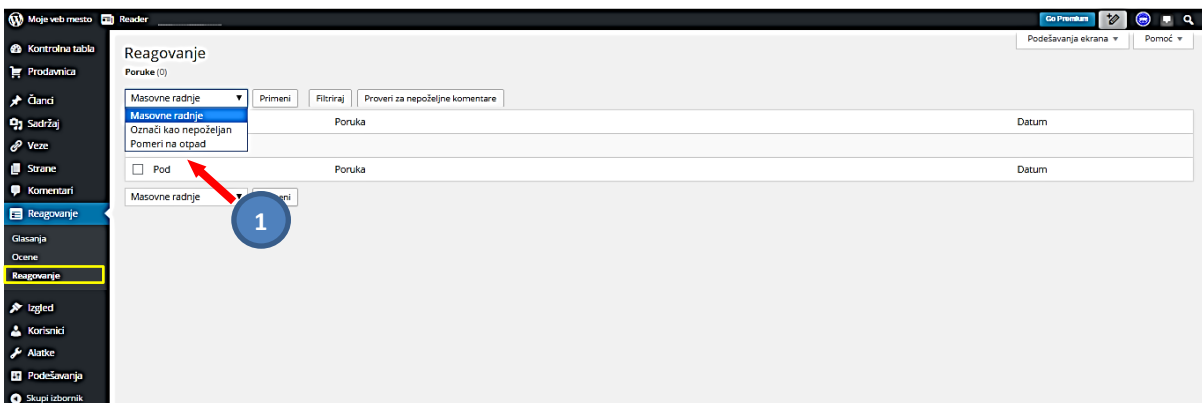 Moje veb mesto Reader Go Premium
Podešavanja ekrana Pomoć
Kontrolna tabla
Prodavnica
Članci
Sadržaj
Veze
Strane
Komentari
Reagovanje
Glasanja
Ocene
Reagovanje
Izgled
Korisnici
Alatke
Podešavanja
Skupi izbornik
Reagovanje
Poruke (0)
Masovne radnje Primeni Filtriraj Proveri za nepoželjne komentare
Masovne radnje
Označi kao nepoželjan
Pomeri na otpad
Poruka Datum
Pod Poruka Datum
Masovne radnje
1